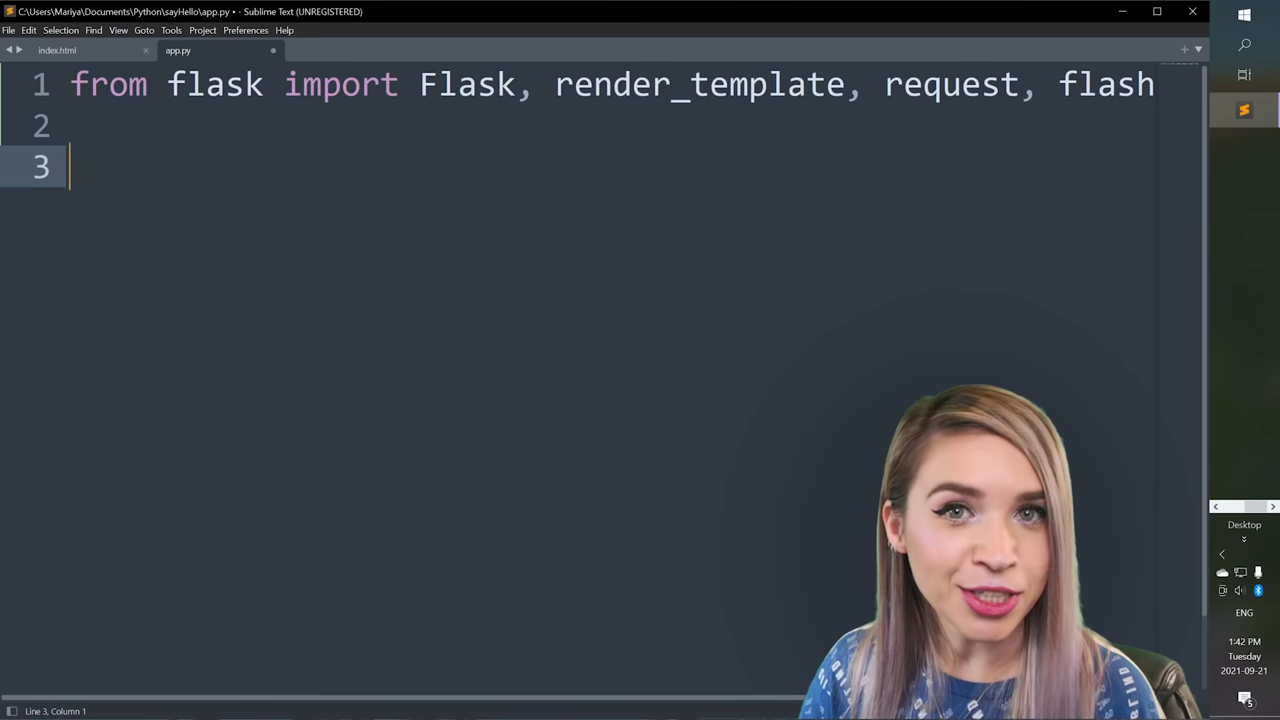 C:\Users\Mariya\Documents\Python\sayHello\app.py • - Sublime Text (UNREGISTERED)
File Edit Selection Find View Goto Tools Project Preferences Help
index.html app.py
1 from flask import Flask, render_template, request, flash
2
3
Desktop
ENG
1:42 PM
Tuesday
2021-09-21
5
Line 3, Column 1